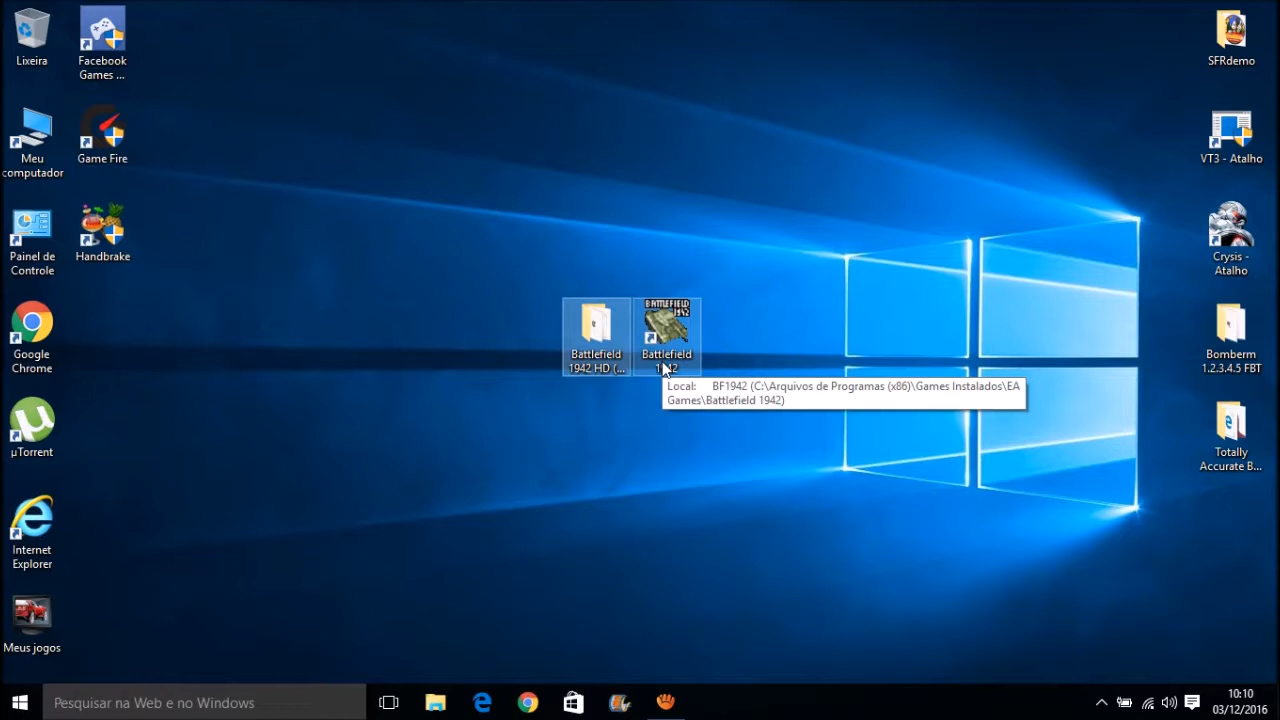 Lixeira
Facebook
Games ...
Meu
computador
Game Fire
Painel de
Controle
Handbrake
Google
Chrome
µTorrent
Internet
Explorer
Meus jogos
Battlefield
1942 HD (...
BATTLEFIELD
1942
Battlefield
1942
Local: BF1942 (C:\Arquivos de Programas (x86)\Games Instalados\EA
Games\Battlefield 1942)
SFRdemo
VT3 - Atalho
Crysis -
Atalho
Bomberm
1.2.3.4.5 FBT
Totally
Accurate B...
Pesquisar na Web e no Windows
10:10
03/12/2016